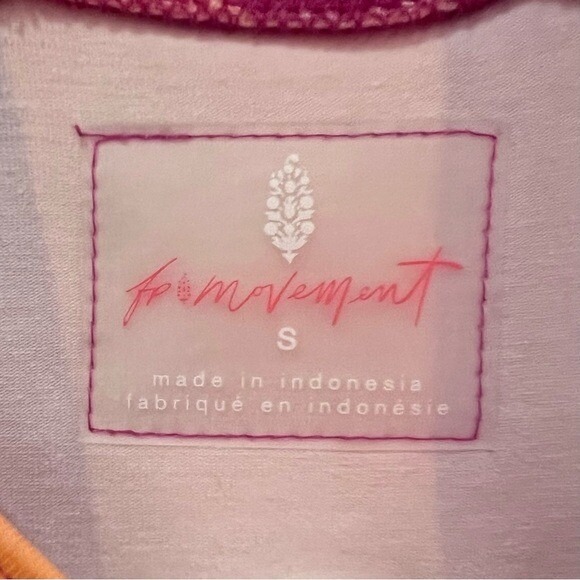 fp movement
S
made in indonesia
fabriqué en indonésie